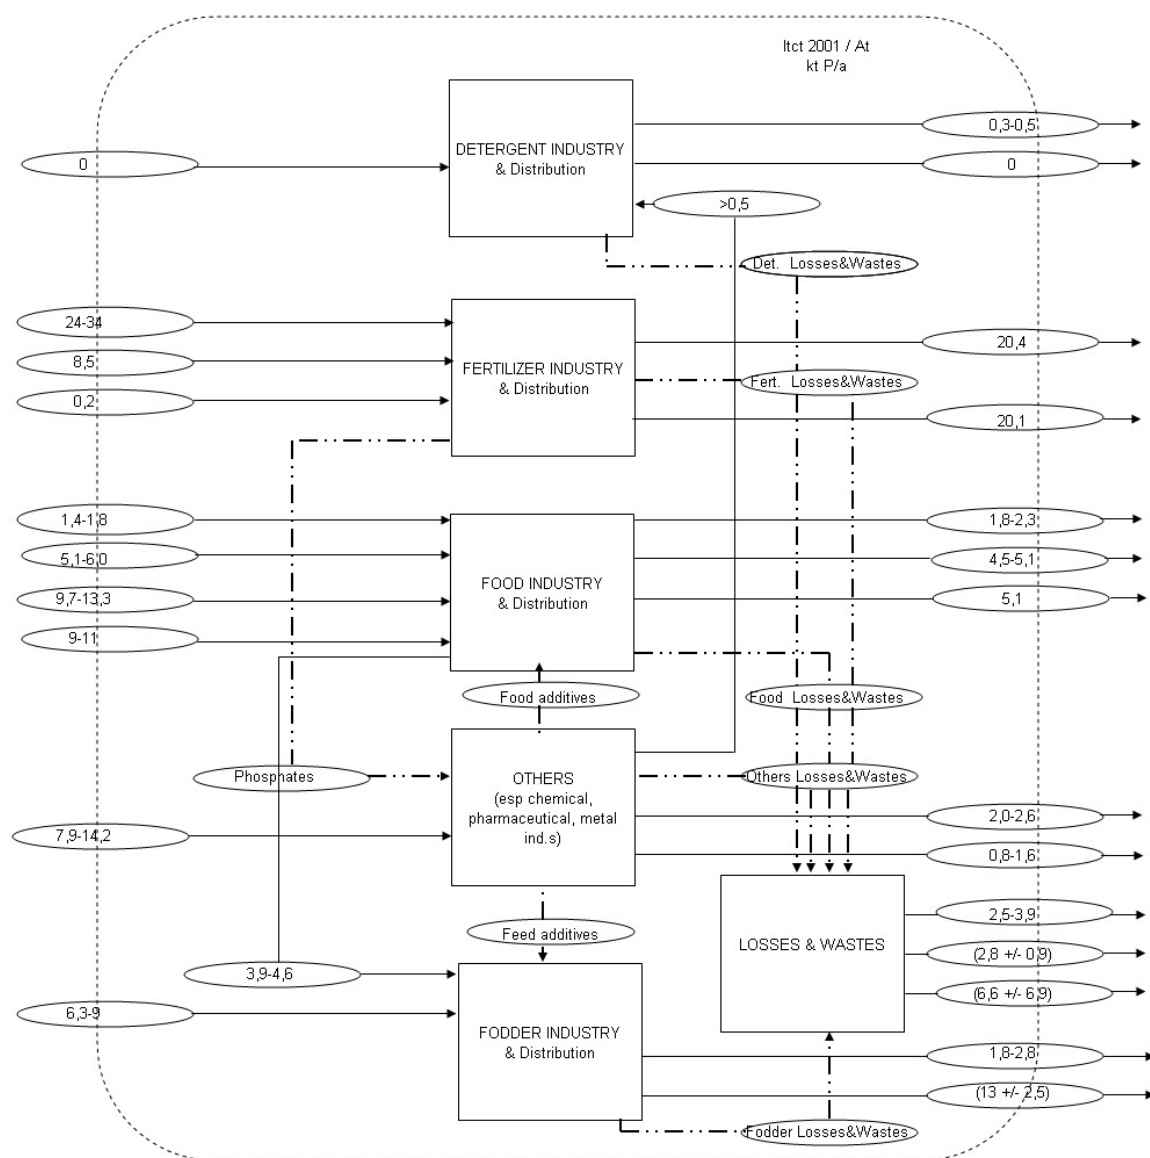 Itct 2001 / At
kt P/a
DETERGENT INDUSTRY
& Distribution
0
0,3-0,5
0
>0,5
Det. Losses&Wastes
24-34
8,5
0,2
FERTILIZER INDUSTRY
& Distribution
20,4
Fert. Losses&Wastes
20,1
1,4-1,8
5,1-6,0
9,7-13,3
9-11
FOOD INDUSTRY
& Distribution
1,8-2,3
4,5-5,1
5,1
Food additives
Food Losses&Wastes
Phosphates
7,9-14,2
OTHERS
(esp chemical,
pharmaceutical, metal
ind.s)
Others Losses&Wastes
2,0-2,6
0,8-1,6
Feed additives
LOSSES & WASTES
2,5-3,9
(2,8 +/- 0,9)
(6,6 +/- 6,9)
3,9-4,6
6,3-9
FODDER INDUSTRY
& Distribution
1,8-2,8
(13 +/- 2,5)
Fodder Losses&Wastes